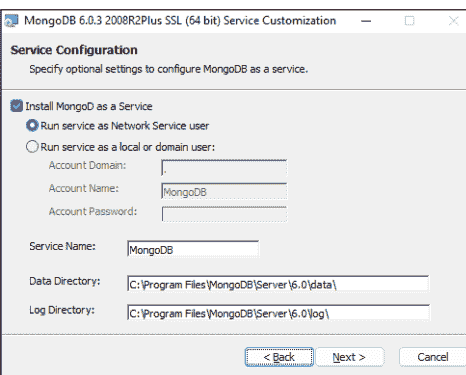 MongoDB 6.0.3 2008R2Plus SSL (64 bit) Service Customization
Service Configuration
Specify optional settings to configure MongoDB as a service.
Install MongoD as a Service
Run service as Network Service user
Run service as a local or domain user:
Account Domain: .
Account Name: MongoDB
Account Password:
Service Name: MongoDB
Data Directory: C:\Program Files\MongoDB\Server\6.0\data\
Log Directory: C:\Program Files\MongoDB\Server\6.0\log\
< Back Next > Cancel